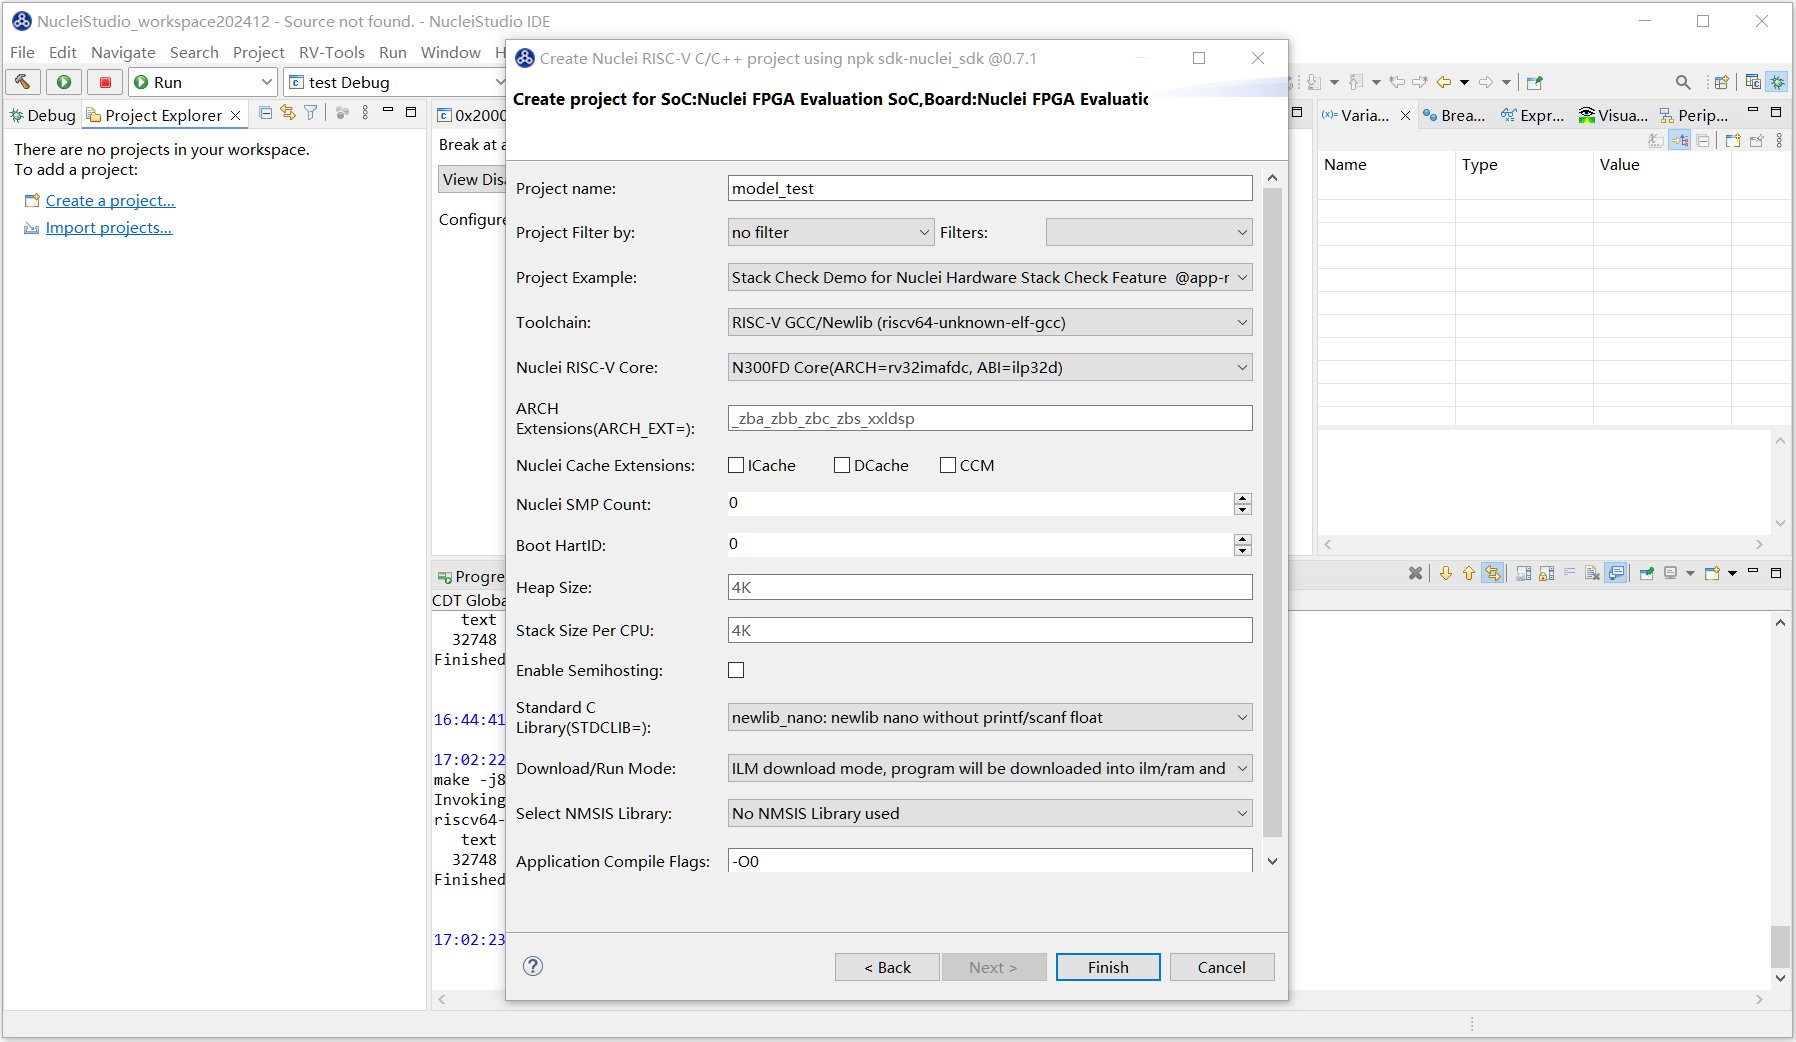 NucleiStudio_workspace202412 - Source not found. - NucleiStudio IDE
File Edit Navigate Search Project RV-Tools Run Window
Run
test Debug
Debug
Project Explorer
There are no projects in your workspace.
To add a project:
Create a project...
Import projects...
0x2000
Break at a
View Disa
Configure
Create Nuclei RISC-V C/C++ project using npk sdk-nuclei_sdk @0.7.1
Create project for SoC:Nuclei FPGA Evaluation SoC,Board:Nuclei FPGA Evaluatic
Project name: model_test
Project Filter by: no filter Filters:
Project Example: Stack Check Demo for Nuclei Hardware Stack Check Feature @app-r
Toolchain: RISC-V GCC/Newlib (riscv64-unknown-elf-gcc)
Nuclei RISC-V Core: N300FD Core(ARCH=rv32imafdc, ABI=ilp32d)
ARCH
Extensions(ARCH_EXT=): _zba_zbb_zbc_zbs_xxldsp
Nuclei Cache Extensions: ICache DCache CCM
Nuclei SMP Count: 0
Boot HartID: 0
Heap Size: 4K
Stack Size Per CPU: 4K
Enable Semihosting:
Standard C
Library(STDCLIB=): newlib_nano: newlib nano without printf/scanf float
Download/Run Mode: ILM download mode, program will be downloaded into ilm/ram and
Select NMSIS Library: No NMSIS Library used
Application Compile Flags: -O0
< Back
Next >
Finish
Cancel
Varia...
Brea...
Expr...
Visua...
Perip...
Name Type Value
Progre
CDT Globa
text
32748
Finished
16:44:41
17:02:22
make -j8
Invoking
riscv64-
text
32748
Finished
17:02:23